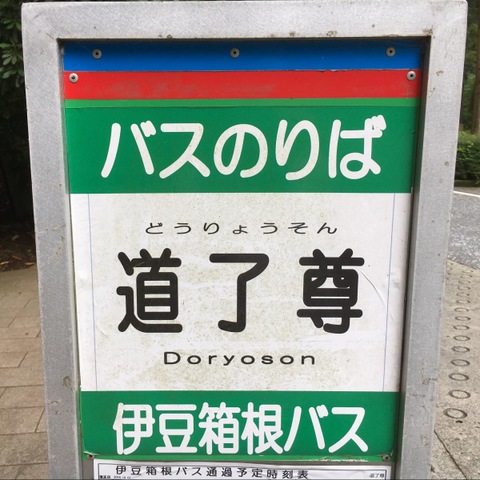 バスのりば
どうりょうそん
道了尊
Doryoson
伊豆箱根バス
伊豆箱根バス通過予定時刻表